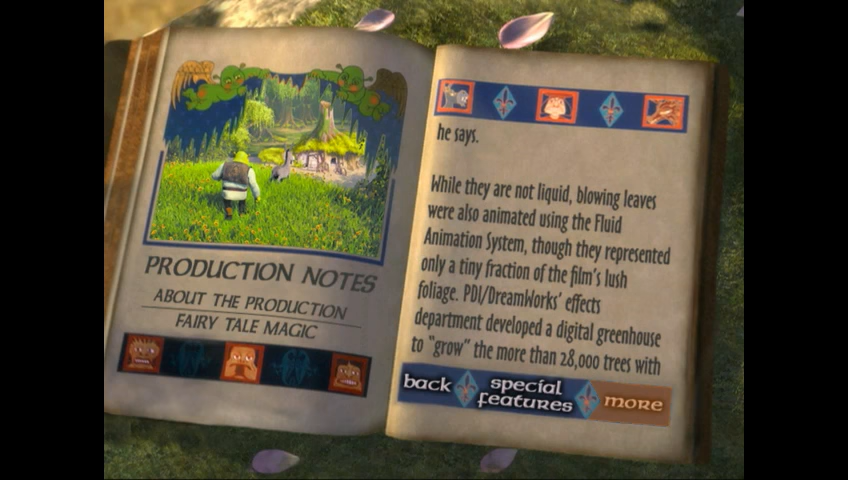 PRODUCTION NOTES
ABOUT THE PRODUCTION
FAIRY TALE MAGIC
he says.
While they are not liquid, blowing leaves
were also animated using the Fluid
Animation System, though they represented
only a tiny fraction of the film's lush
foliage. PDI/DreamWorks' effects
department developed a digital greenhouse
to "grow" the more than 28,000 trees with
back
special
features
more